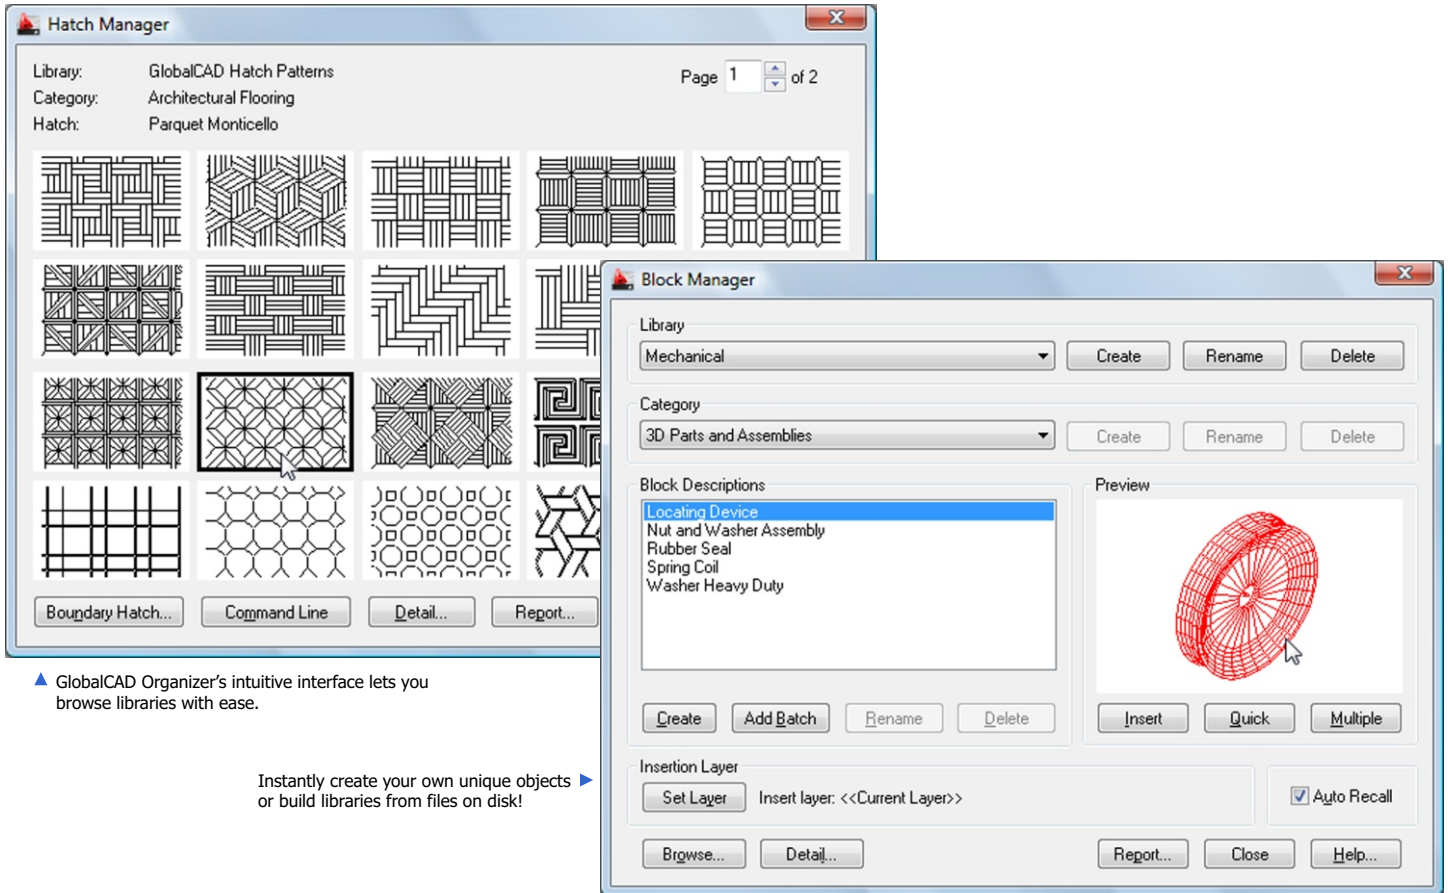 Hatch Manager
Library: GlobalCAD Hatch Patterns
Page 1 of 2
Category: Architectural Flooring
Hatch: Parquet Monticello
Boundary Hatch... Command Line Detail... Report...
GlobalCAD Organizer’s intuitive interface lets you
browse libraries with ease.
Instantly create your own unique objects
or build libraries from files on disk!
Block Manager
Library
Mechanical Create Rename Delete
Category
3D Parts and Assemblies Create Rename Delete
Block Descriptions
Locating Device
Nut and Washer Assembly
Rubber Seal
Spring Coil
Washer Heavy Duty
Create Add Batch Rename Delete
Preview
Insert Quick Multiple
Insertion Layer
Set Layer Insert layer: <<Current Layer>>
Auto Recall
Browse... Detail... Report... Close Help...